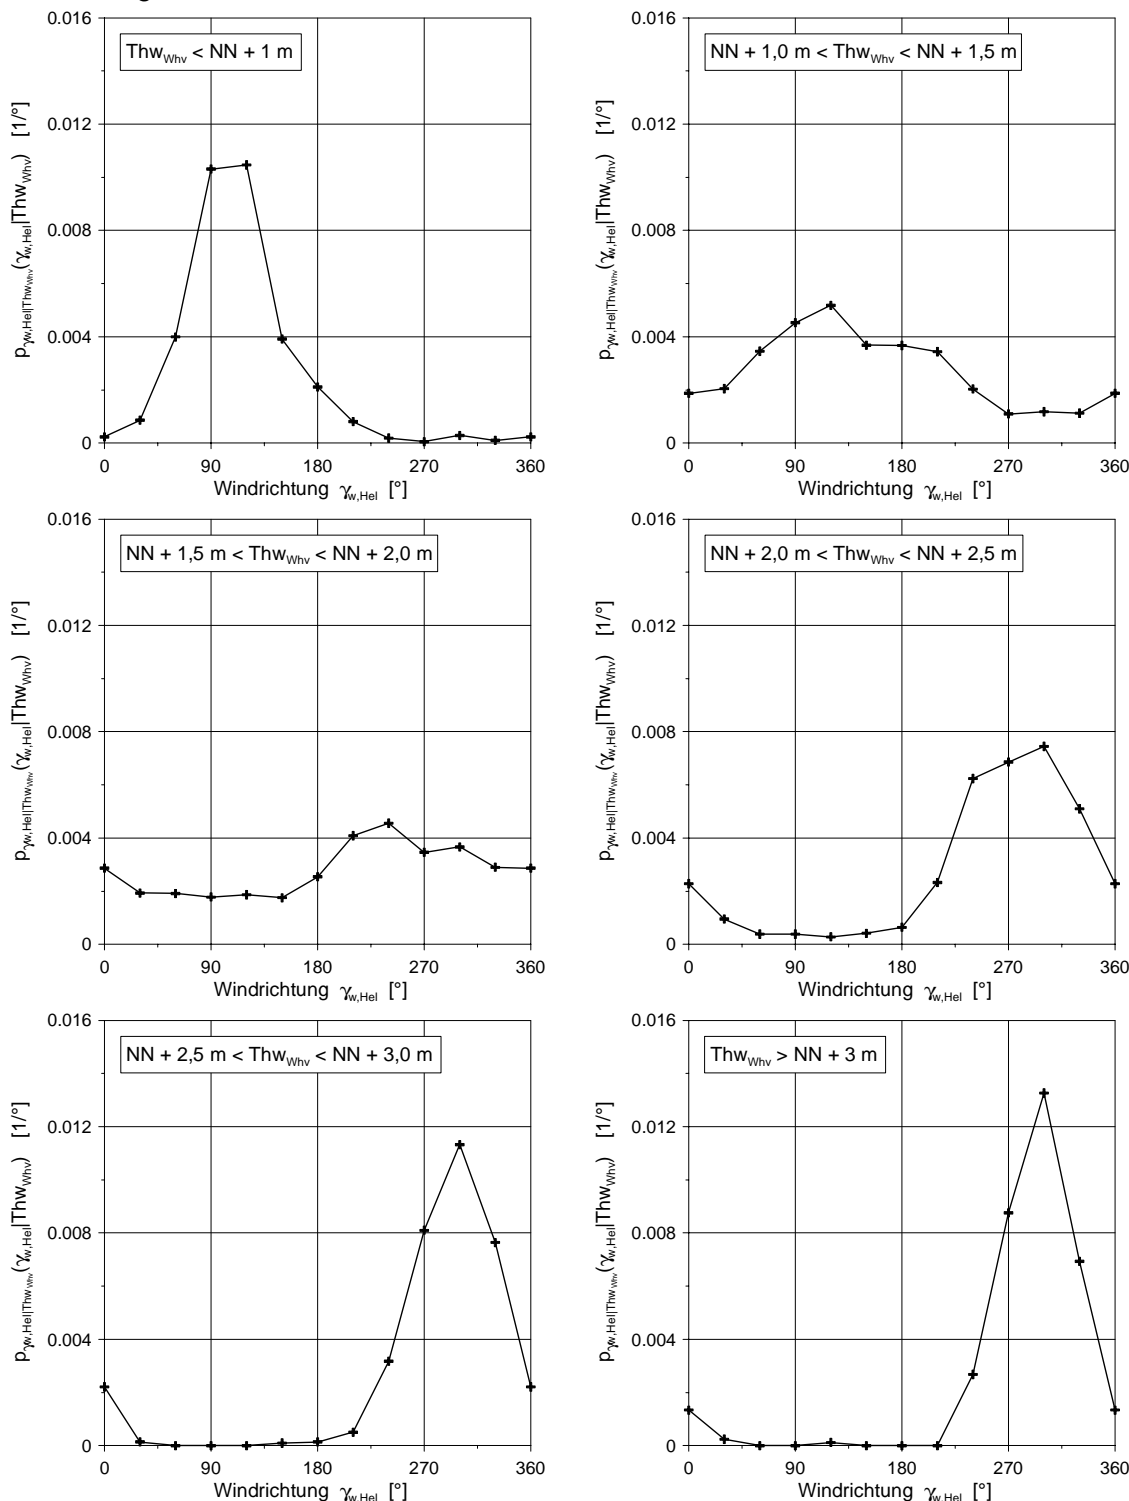 0.016
0.012
0.008
0.004
0
p_γw,Hel|Thw_Whv (γ_w,Hel|Thw_Whv) [1/°]
Thw_Whv < NN + 1 m
0 90 180 270 360
Windrichtung γ_w,Hel [°]
0.016
0.012
0.008
0.004
0
p_γw,Hel|Thw_Whv (γ_w,Hel|Thw_Whv) [1/°]
NN + 1,0 m < Thw_Whv < NN + 1,5 m
0 90 180 270 360
Windrichtung γ_w,Hel [°]
0.016
0.012
0.008
0.004
0
p_γw,Hel|Thw_Whv (γ_w,Hel|Thw_Whv) [1/°]
NN + 1,5 m < Thw_Whv < NN + 2,0 m
0 90 180 270 360
Windrichtung γ_w,Hel [°]
0.016
0.012
0.008
0.004
0
p_γw,Hel|Thw_Whv (γ_w,Hel|Thw_Whv) [1/°]
NN + 2,0 m < Thw_Whv < NN + 2,5 m
0 90 180 270 360
Windrichtung γ_w,Hel [°]
0.016
0.012
0.008
0.004
0
p_γw,Hel|Thw_Whv (γ_w,Hel|Thw_Whv) [1/°]
NN + 2,5 m < Thw_Whv < NN + 3,0 m
0 90 180 270 360
Windrichtung γ_w,Hel [°]
0.016
0.012
0.008
0.004
0
p_γw,Hel|Thw_Whv (γ_w,Hel|Thw_Whv) [1/°]
Thw_Whv > NN + 3 m
0 90 180 270 360
Windrichtung γ_w,Hel [°]